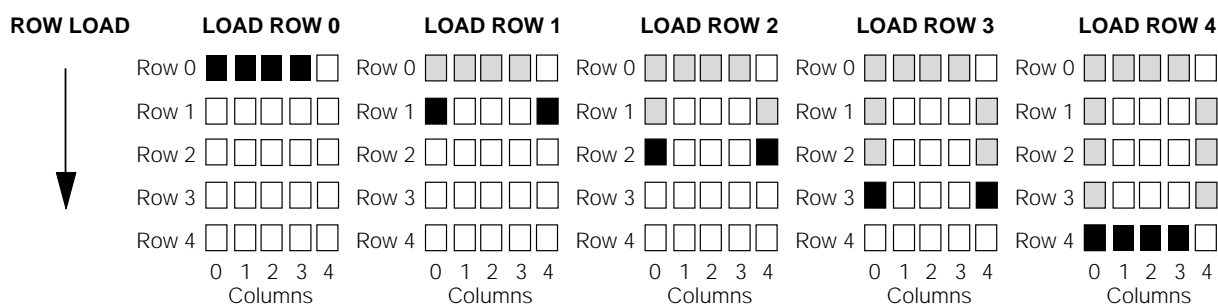 ROW LOAD LOAD ROW 0 LOAD ROW 1 LOAD ROW 2 LOAD ROW 3 LOAD ROW 4
Row 0 Row 0 Row 0 Row 0 Row 0
Row 1 Row 1 Row 1 Row 1 Row 1
Row 2 Row 2 Row 2 Row 2 Row 2
Row 3 Row 3 Row 3 Row 3 Row 3
Row 4 Row 4 Row 4 Row 4 Row 4
0 1 2 3 4 0 1 2 3 4 0 1 2 3 4 0 1 2 3 4 0 1 2 3 4
Columns Columns Columns Columns Columns